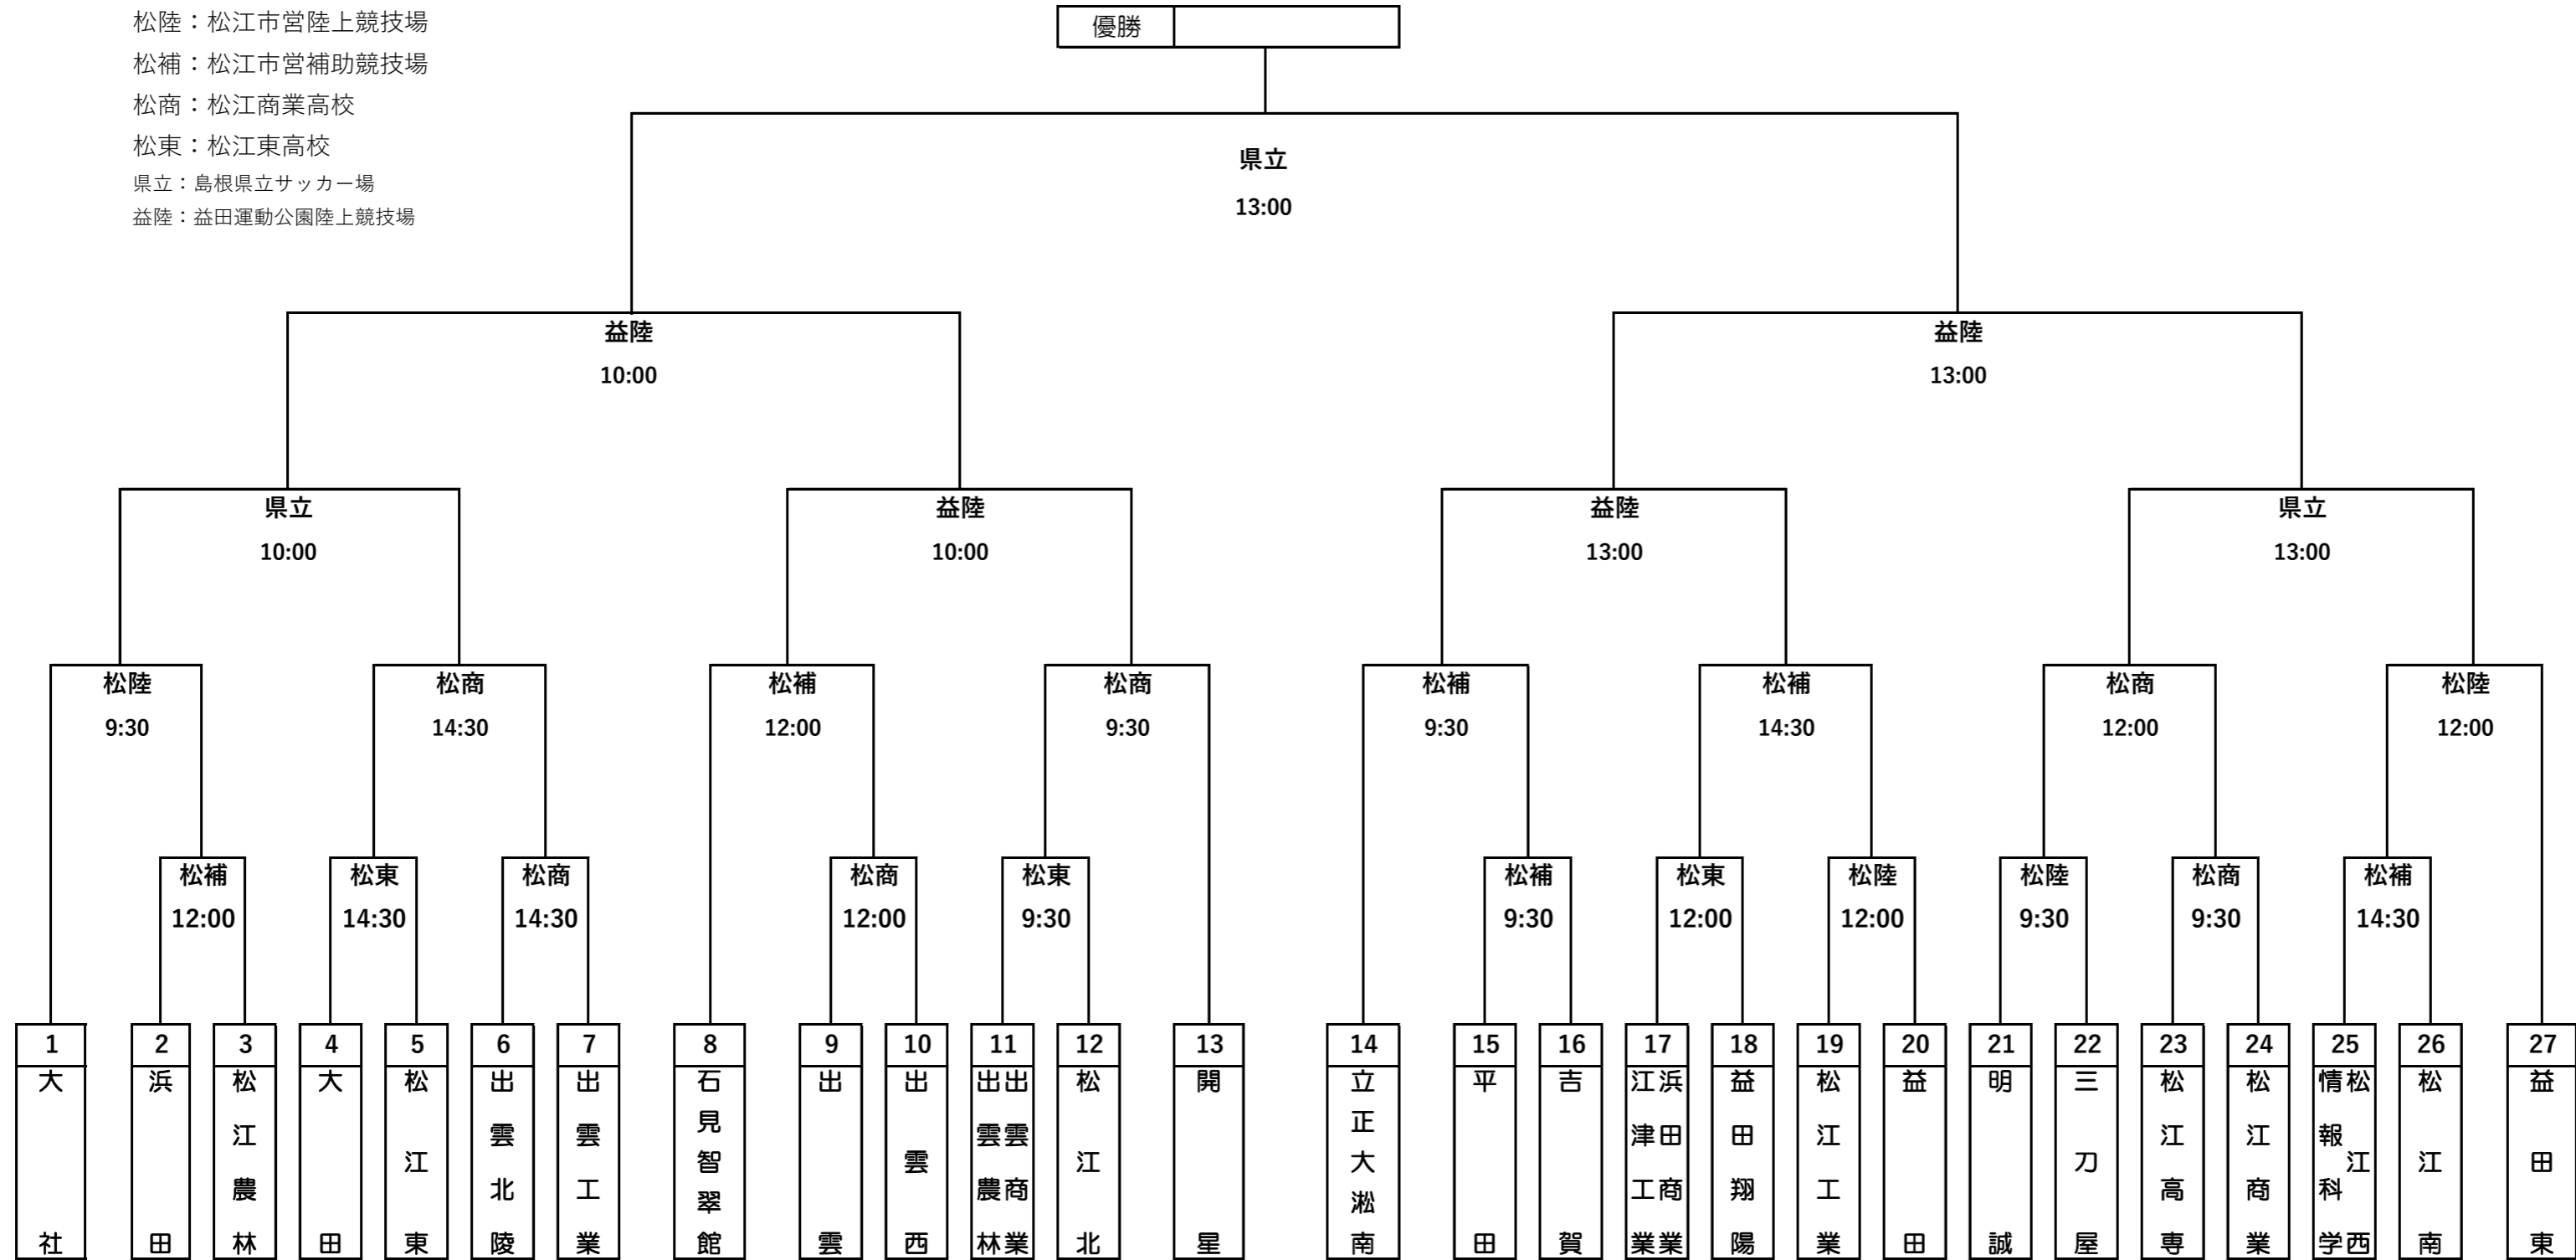 松陸：松江市営陸上競技場
松補：松江市営補助競技場
松商：松江商業高校
松東：松江東高校
県立：島根県立サッカー場
益陸：益田運動公園陸上競技場
優勝
県立
13:00
益陸
10:00
益陸
13:00
県立
10:00
益陸
10:00
益陸
13:00
県立
13:00
松陸
9:30
松商
14:30
松補
12:00
松商
9:30
松補
9:30
松補
14:30
松商
12:00
松陸
12:00
松補
12:00
松東
14:30
松商
14:30
松商
12:00
松東
9:30
松補
9:30
松東
12:00
松陸
12:00
松陸
9:30
松商
9:30
松補
14:30
1
大社
2
浜田
3
松江農林
4
大田
5
松江東
6
出雲北陵
7
出雲工業
8
石見智翠館
9
出雲
10
出雲西
11
出雲商業
出雲農林
12
松江北
13
開星
14
立正大淞南
15
平田
16
吉賀
17
浜田商業
江津工業
18
益田翔陽
19
松江工業
20
益田
21
明誠
22
三刀屋
23
松江高専
24
松江商業
25
松江西
情報科学
26
松江南
27
益田東